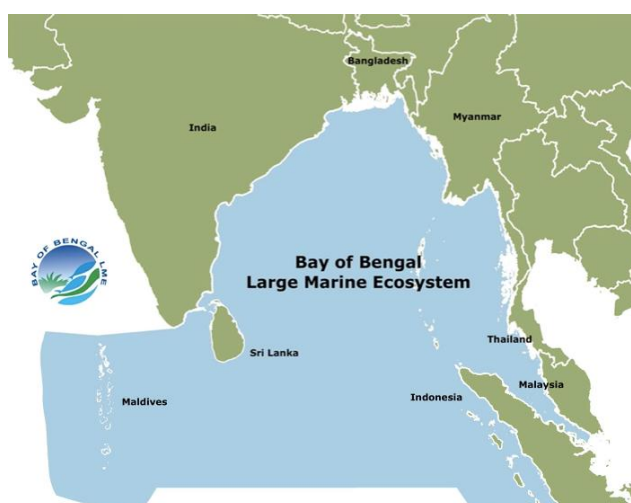 Bangladesh
India
Myanmar
BAY OF BENGAL LME
Bay of Bengal
Large Marine Ecosystem
Thailand
Sri Lanka
Malaysia
Maldives
Indonesia